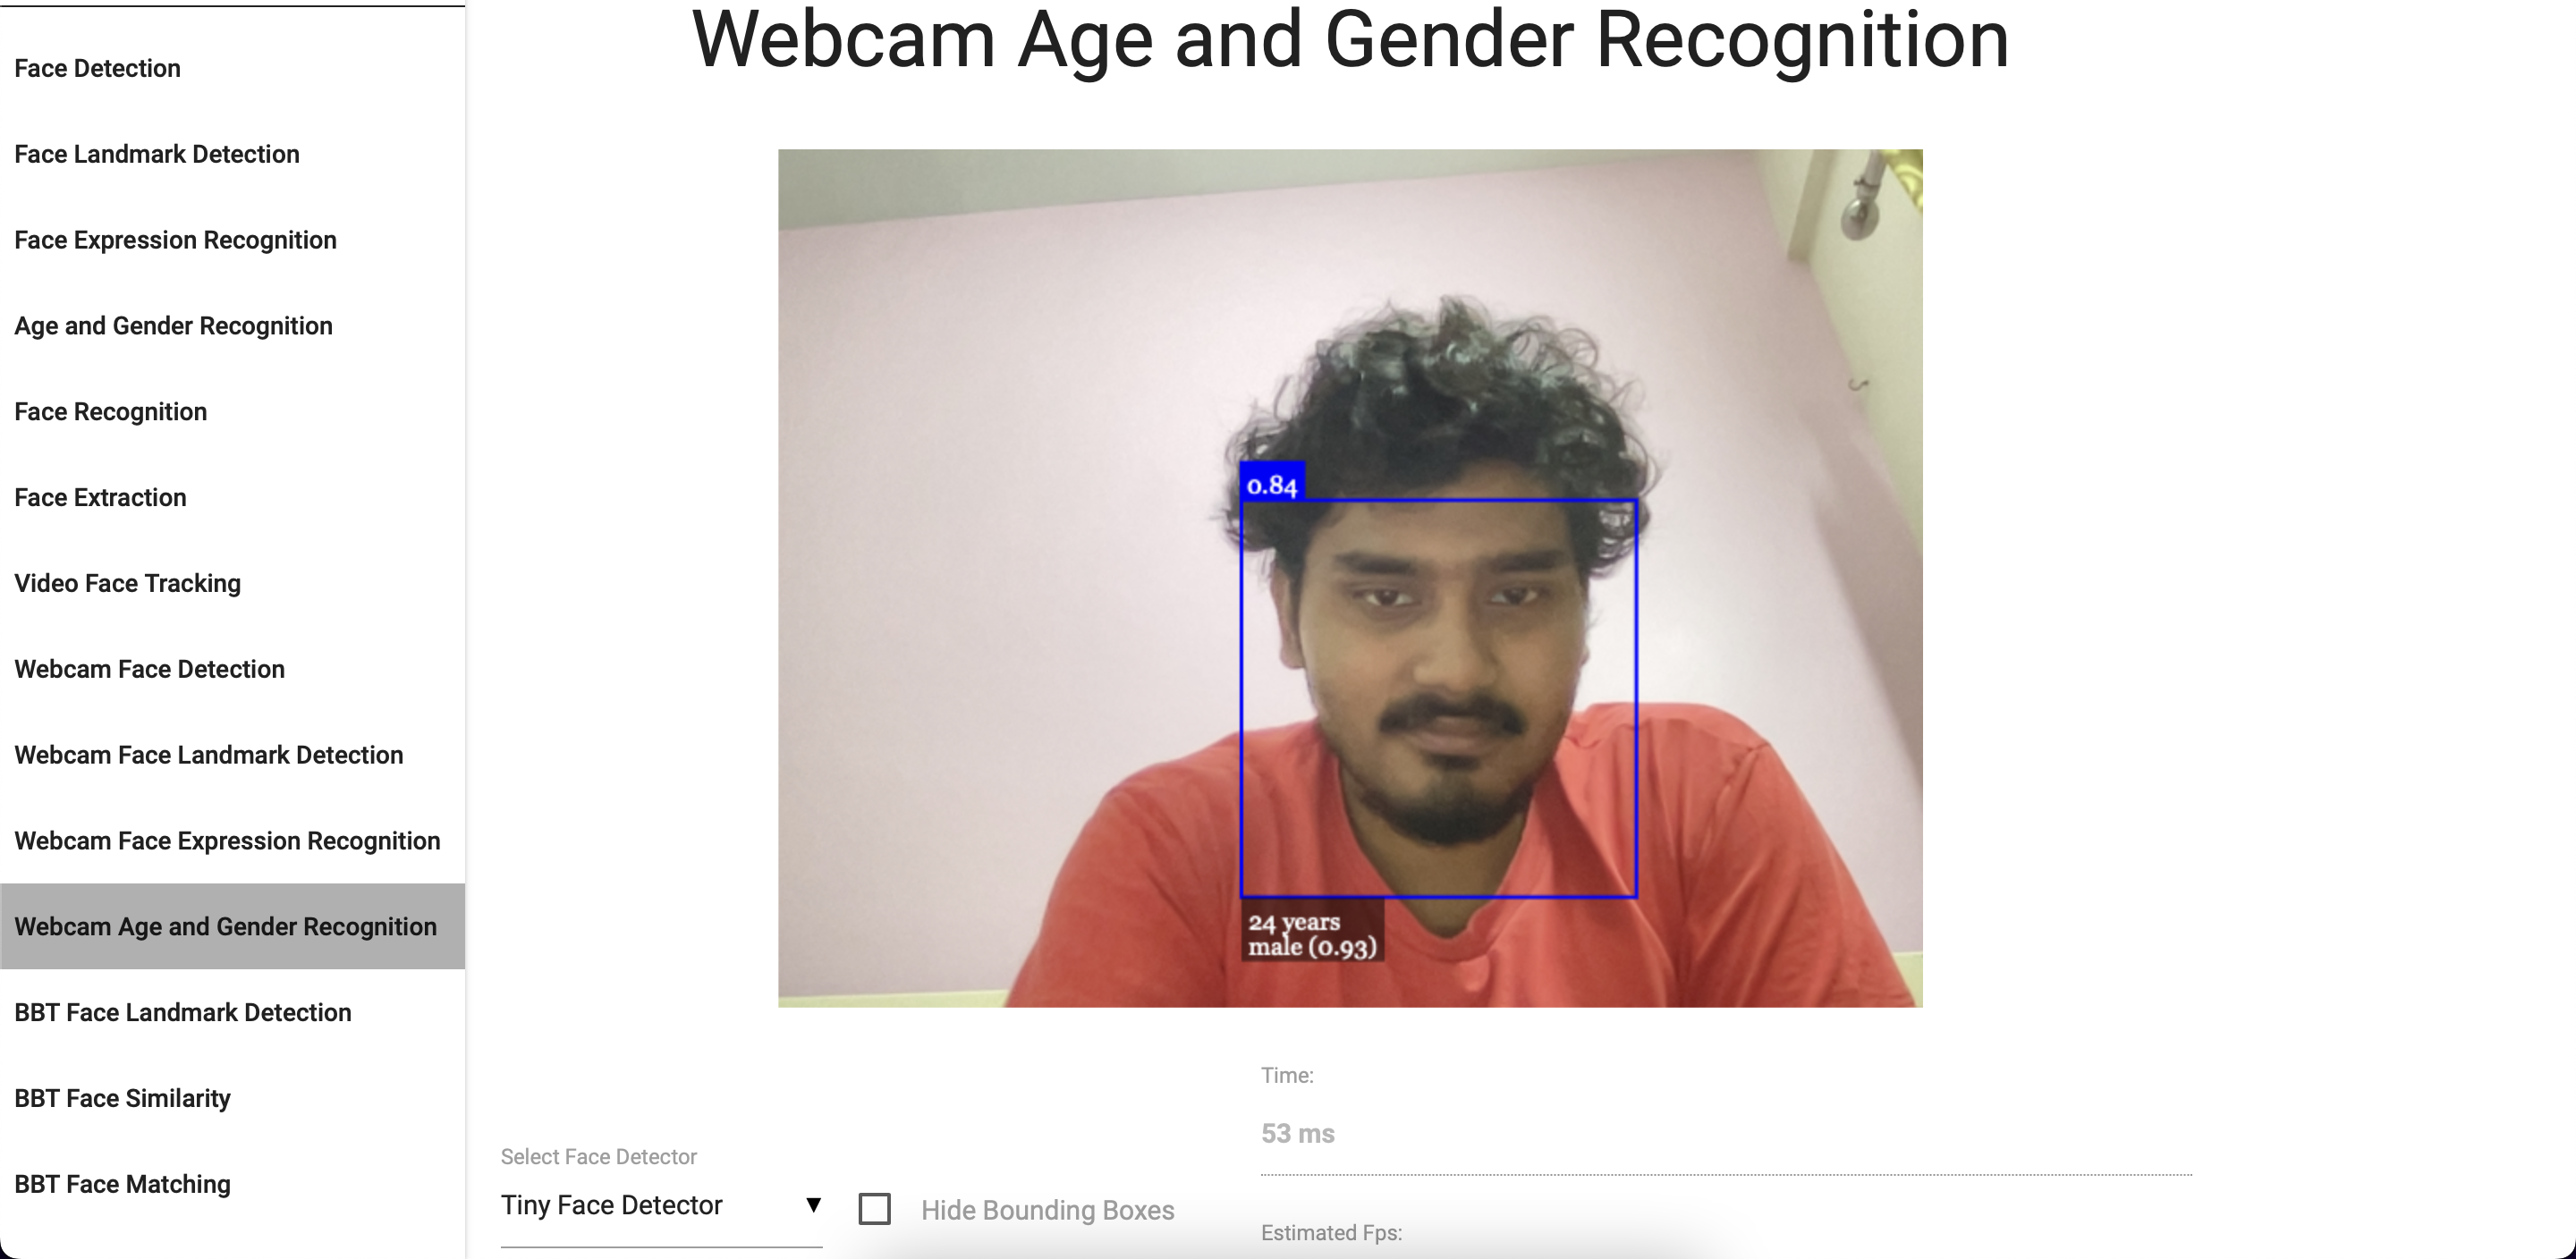 Webcam Age and Gender Recognition
Face Detection
Face Landmark Detection
Face Expression Recognition
Age and Gender Recognition
Face Recognition
Face Extraction
Video Face Tracking
Webcam Face Detection
Webcam Face Landmark Detection
Webcam Face Expression Recognition
Webcam Age and Gender Recognition
BBT Face Landmark Detection
BBT Face Similarity
BBT Face Matching
0.84
24 years
male (0.93)
Time:
53 ms
Select Face Detector
Tiny Face Detector
Hide Bounding Boxes
Estimated Fps: